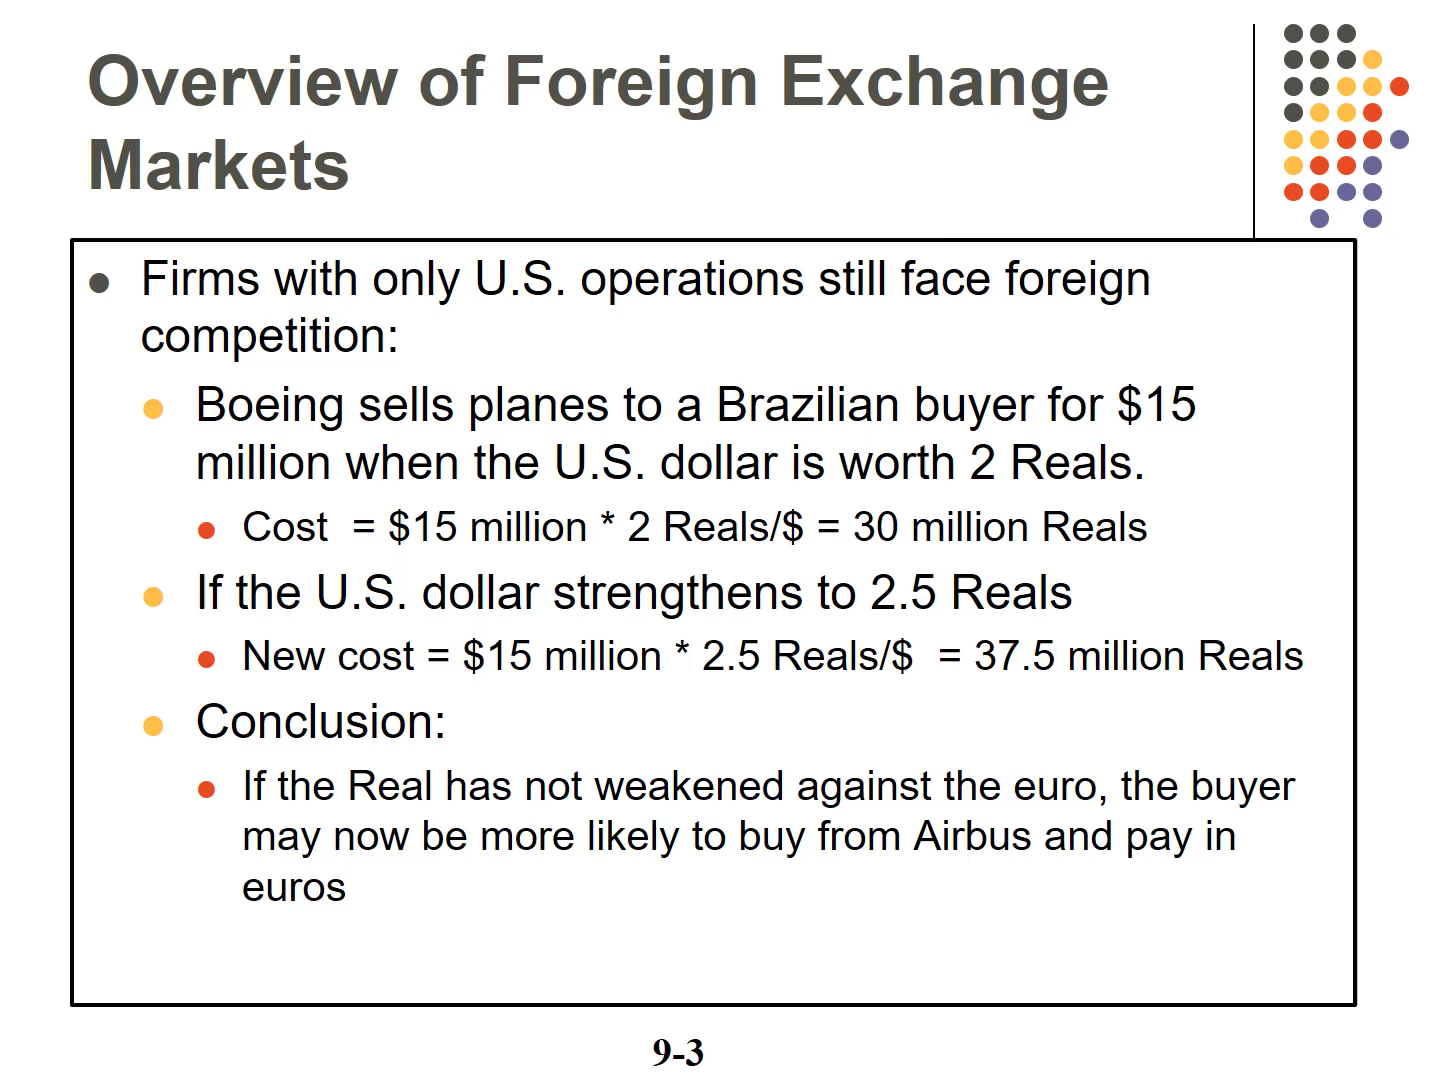 Overview of Foreign Exchange
Markets
Firms with only U.S. operations still face foreign
competition:
Boeing sells planes to a Brazilian buyer for $15
million when the U.S. dollar is worth 2 Reals.
Cost  = $15 million * 2 Reals/$ = 30 million Reals
If the U.S. dollar strengthens to 2.5 Reals
New cost = $15 million * 2.5 Reals/$  = 37.5 million Reals
Conclusion:
If the Real has not weakened against the euro, the buyer
may now be more likely to buy from Airbus and pay in
euros
9-3